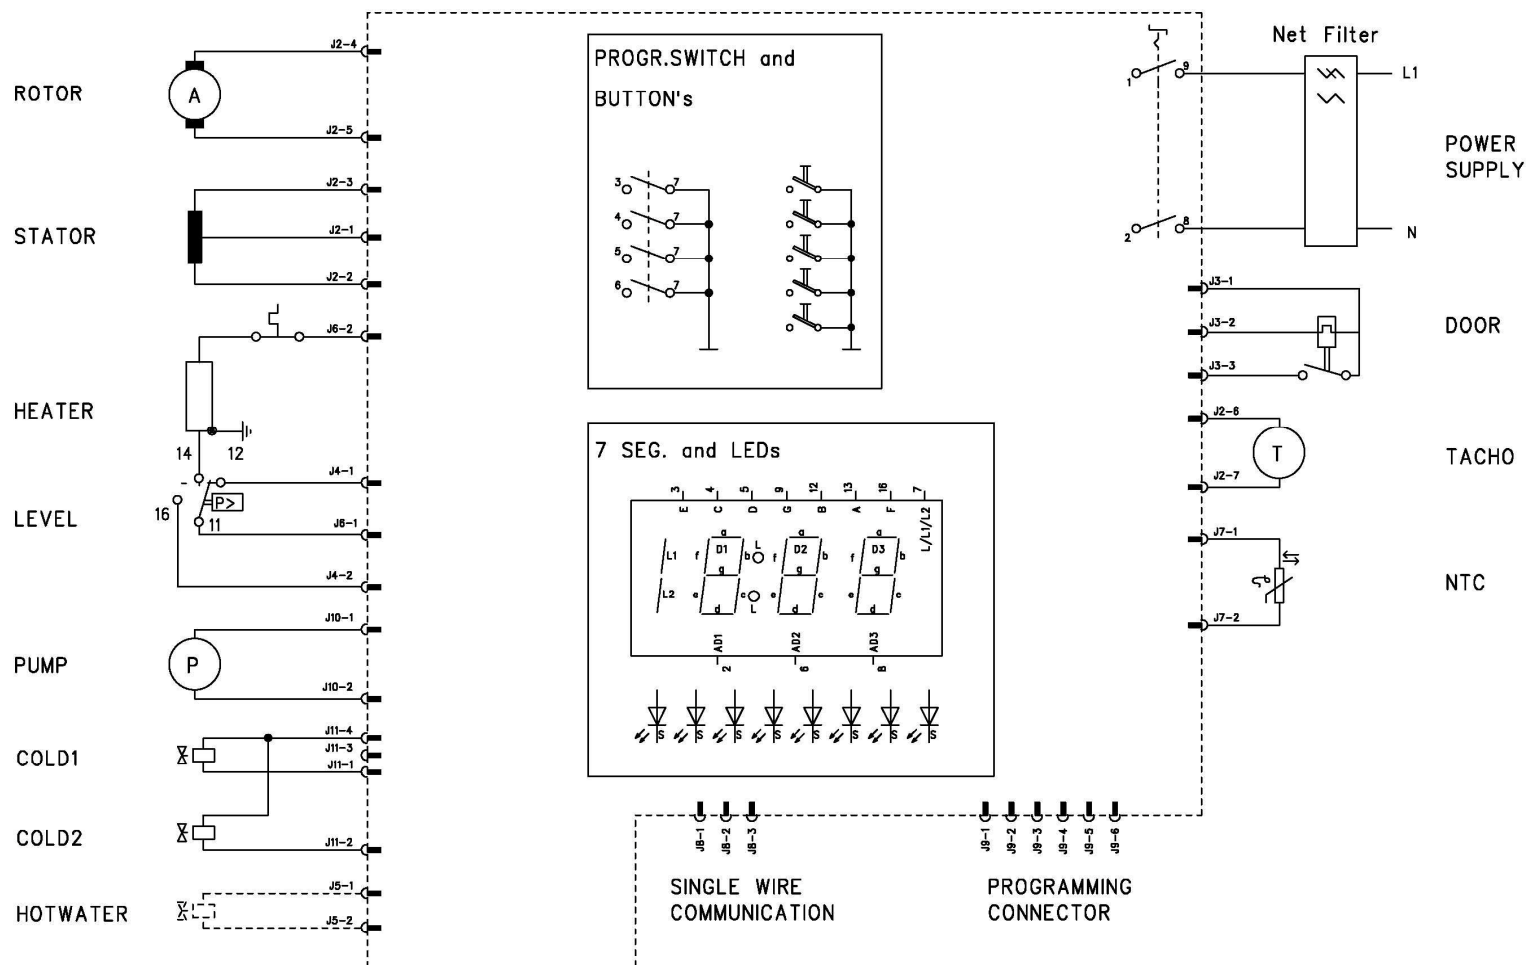 ROTOR
A
J2-4
J2-5
STATOR
J2-3
J2-1
J2-2
HEATER
J6-2
14
12
LEVEL
16
11
P>
J4-1
J6-1
J4-2
PUMP
P
J10-1
J10-2
COLD1
J11-4
J11-3
J11-1
COLD2
J11-2
HOTWATER
J5-1
J5-2
PROGR.SWITCH and
BUTTON's
3 7
4 7
5 7
6 7
7 SEG. and LEDs
3 4 5 9 12 13 16 7
E C D G B A F L/L1/L2
L1
L2
a
f D1 b
g
e c
d
L
L
a
f D2 b
g
e c
d
a
f D3 b
g
e c
d
AD1 AD2 AD3
2 6 8
S S S S S S S S
J8-1
J8-2
J8-3
SINGLE WIRE
COMMUNICATION
J9-1
J9-2
J9-3
J9-4
J9-5
J9-6
PROGRAMMING
CONNECTOR
Net Filter
1 9
L1
2 8
N
POWER
SUPPLY
J3-1
J3-2
J3-3
DOOR
J2-6
T
J2-7
TACHO
J7-1
J7-2
NTC